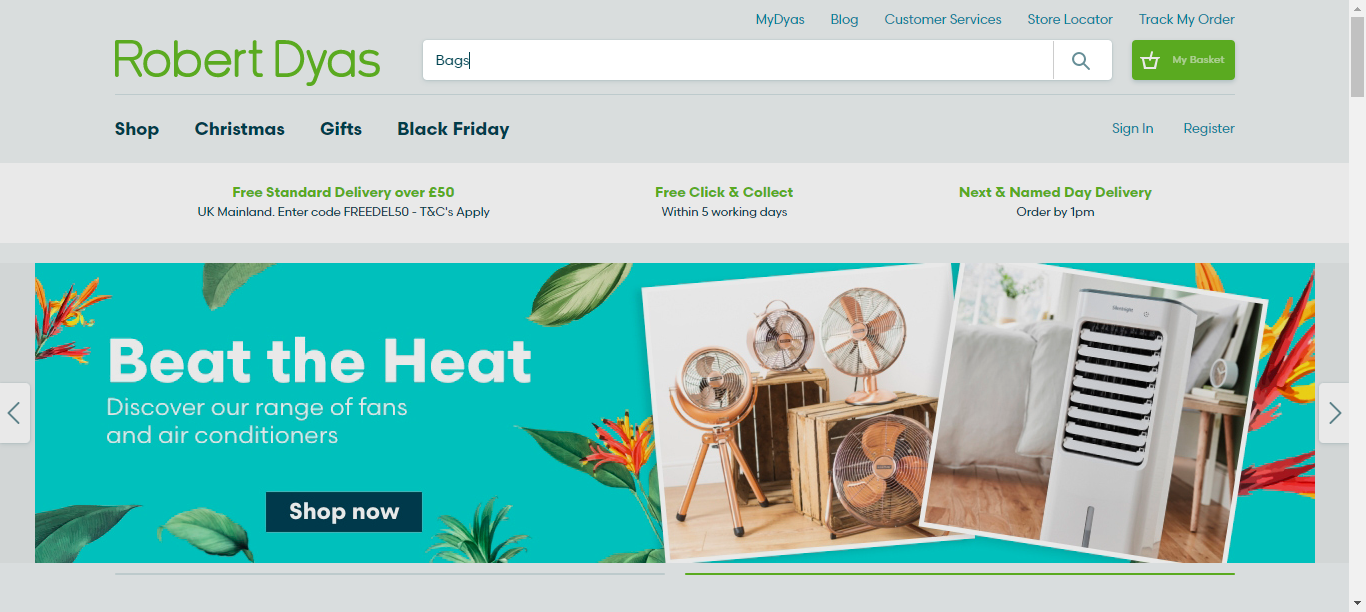 MyDyas Blog Customer Services Store Locator Track My Order
Robert Dyas
Bags
My Basket
Shop Christmas Gifts Black Friday
Sign In Register
Free Standard Delivery over £50
UK Mainland. Enter code FREEDEL50 - T&C's Apply
Free Click & Collect
Within 5 working days
Next & Named Day Delivery
Order by 1pm
Beat the Heat
Discover our range of fans
and air conditioners
Shop now